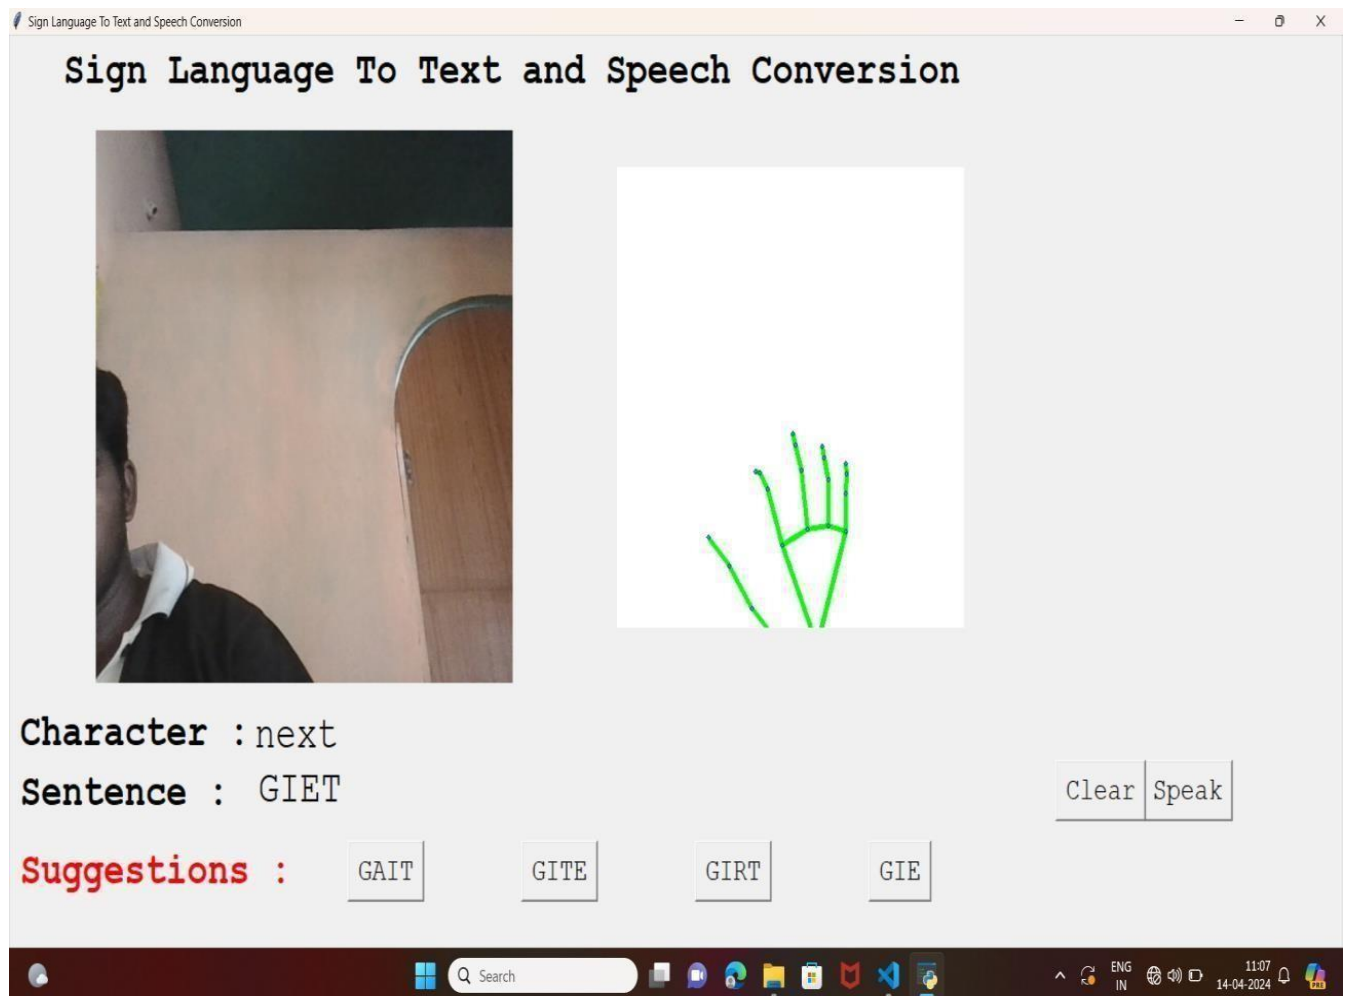 Sign Language To Text and Speech Conversion
Sign Language To Text and Speech Conversion
Character : next
Sentence : GIET
Clear Speak
Suggestions : GAIT GITE GIRT GIE
Search
ENG
IN
11:07
14-04-2024
PRE